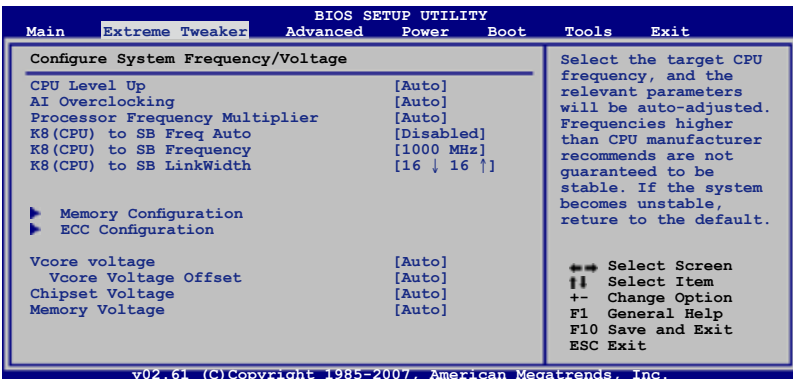 BIOS SETUP UTILITY
Main Extreme Tweaker Advanced Power Boot Tools Exit
Configure System Frequency/Voltage
CPU Level Up [Auto]
AI Overclocking [Auto]
Processor Frequency Multiplier [Auto]
K8(CPU) to SB Freq Auto [Disabled]
K8(CPU) to SB Frequency [1000 MHz]
K8(CPU) to SB LinkWidth [16 ↓ 16 ↑]
Memory Configuration
ECC Configuration
Vcore voltage [Auto]
Vcore Voltage Offset [Auto]
Chipset Voltage [Auto]
Memory Voltage [Auto]
Select the target CPU
frequency, and the
relevant parameters
will be auto-adjusted.
Frequencies higher
than CPU manufacturer
recommends are not
guaranteed to be
stable. If the system
becomes unstable,
reture to the default.
←→ Select Screen
↑↓ Select Item
+- Change Option
F1 General Help
F10 Save and Exit
ESC Exit
v02.61 (C)Copyright 1985-2007, American Megatrends, Inc.